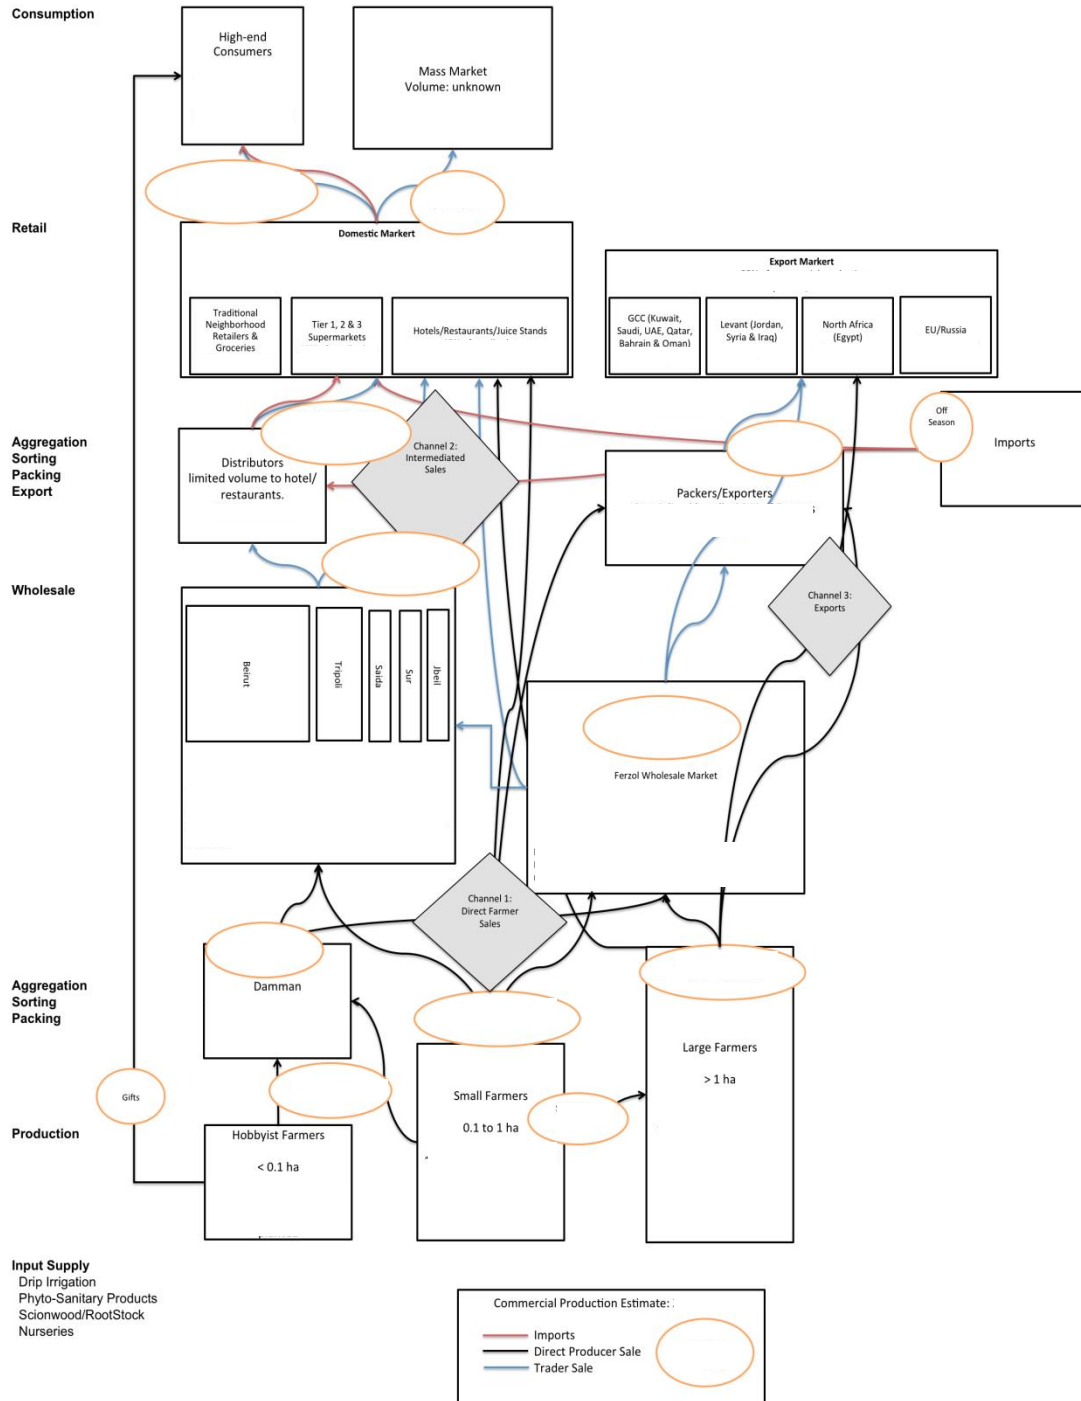 Consumption
High-end
Consumers
Mass Market
Volume: unknown
Retail
Domestic Markert
Traditional
Neighborhood
Retailers &
Groceries
Tier 1, 2 & 3
Supermarkets
Hotels/Restaurants/Juice Stands
Export Markert
GCC (Kuwait,
Saudi, UAE, Qatar,
Bahrain & Oman)
Levant (Jordan,
Syria & Iraq)
North Africa
(Egypt)
EU/Russia
Aggregation
Sorting
Packing
Export
Distributors
limited volume to hotel/
restaurants.
Channel 2:
Intermediated
Sales
Packers/Exporters
Off
Season
Imports
Wholesale
Beirut
Tripoli
Saida
Sur
Jbeil
Channel 3:
Exports
Ferzol Wholesale Market
Channel 1:
Direct Farmer
Sales
Aggregation
Sorting
Packing
Damman
Small Farmers
0.1 to 1 ha
Large Farmers
> 1 ha
Gifts
Production
Hobbyist Farmers
< 0.1 ha
Input Supply
Drip Irrigation
Phyto-Sanitary Products
Scionwood/RootStock
Nurseries
Commercial Production Estimate:
Imports
Direct Producer Sale
Trader Sale